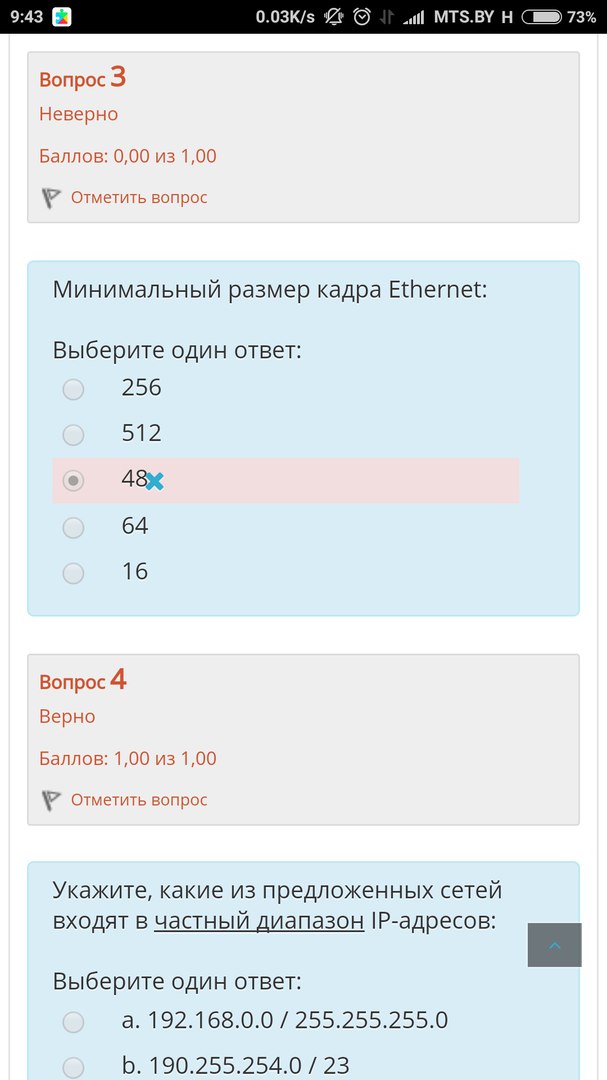 9:43 0.03K/s MTS.BY H 73%
Вопрос 3
Неверно
Баллов: 0,00 из 1,00
Отметить вопрос
Минимальный размер кадра Ethernet:
Выберите один ответ:
256
512
48
64
16
Вопрос 4
Верно
Баллов: 1,00 из 1,00
Отметить вопрос
Укажите, какие из предложенных сетей
входят в частный диапазон IP-адресов:
Выберите один ответ:
a. 192.168.0.0 / 255.255.255.0
b. 190.255.254.0 / 23